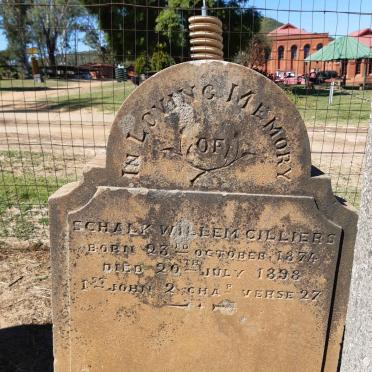 IN LOVING MEMORY
OF
SCHALK WILLEM CILLIERS
BORN 23RD OCTOBER 1874
DIED 20TH JULY 1898
1ST JOHN 2 CHAP VERSE 27